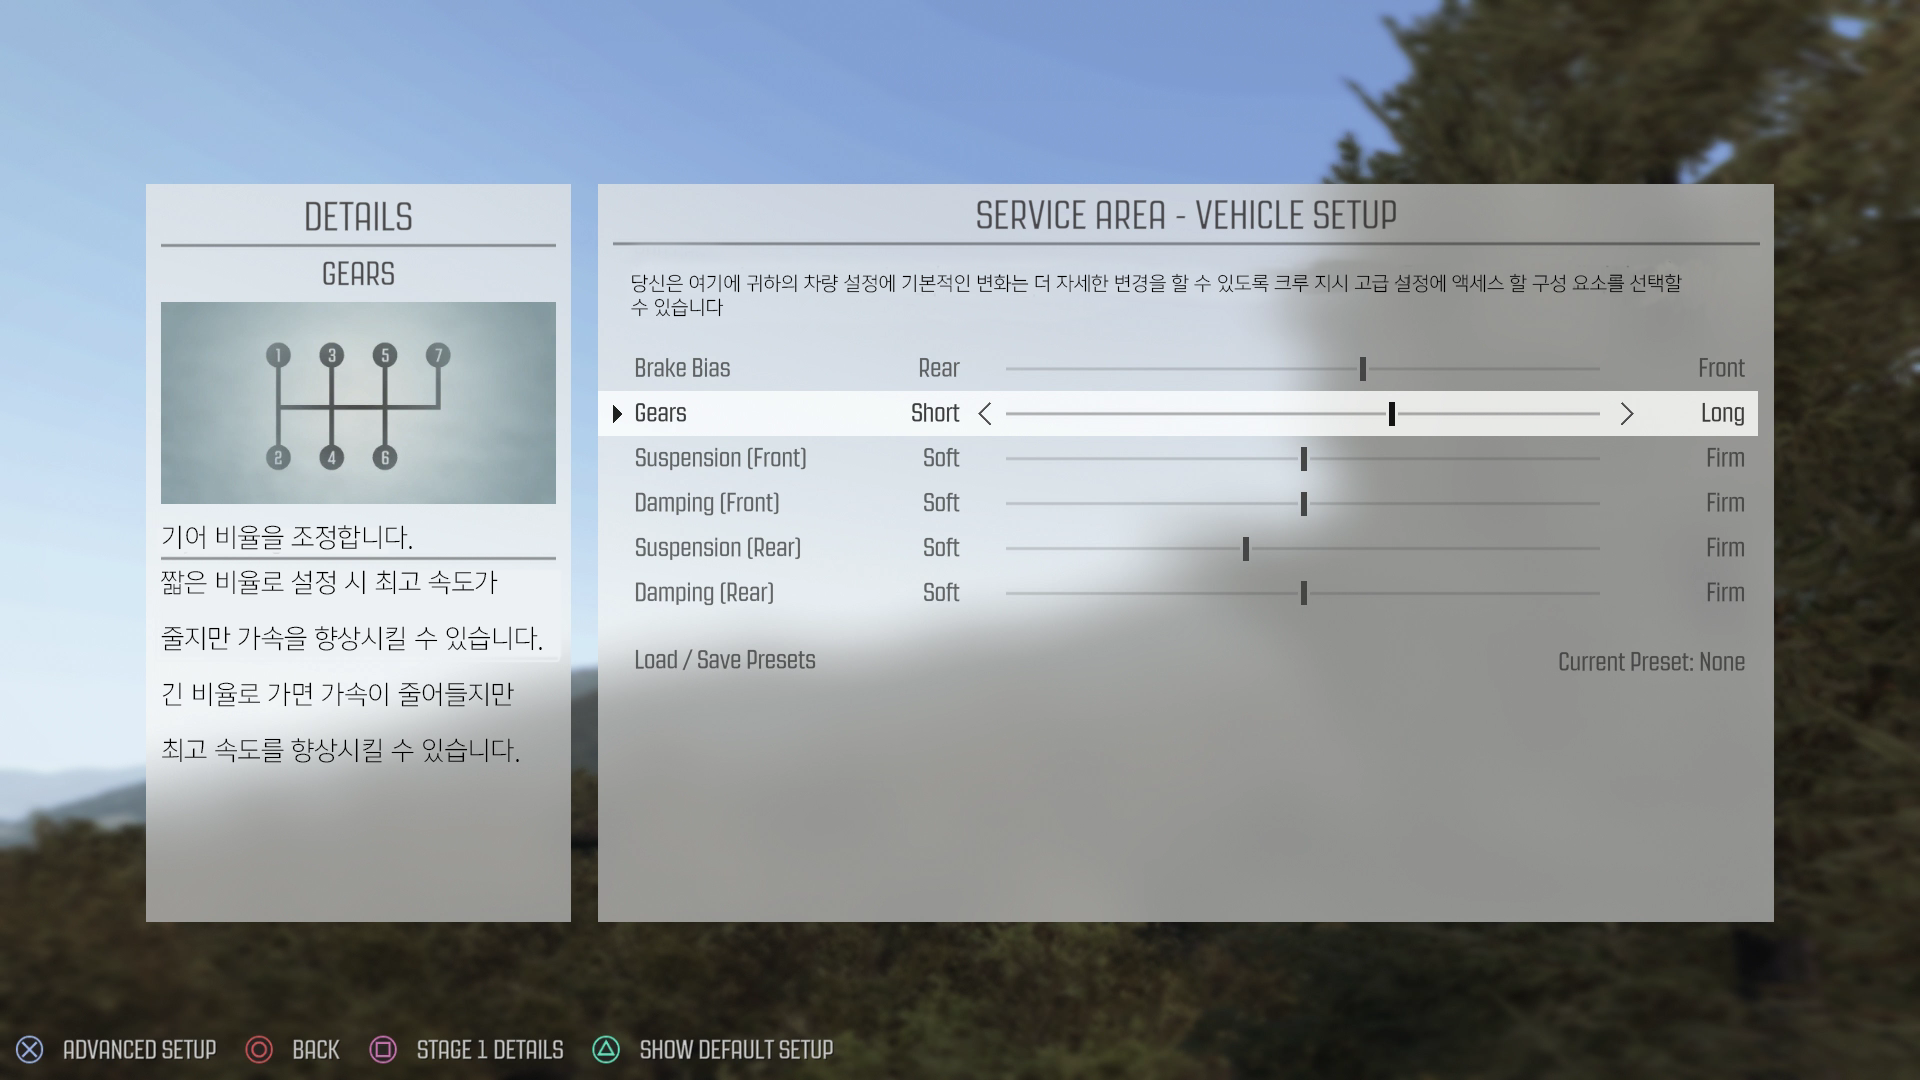 DETAILS
GEARS
1 3 5 7
2 4 6
기어 비율을 조정합니다.
짧은 비율로 설정 시 최고 속도가
줄지만 가속을 향상시킬 수 있습니다.
긴 비율로 가면 가속이 줄어들지만
최고 속도를 향상시킬 수 있습니다.
SERVICE AREA - VEHICLE SETUP
당신은 여기에 귀하의 차량 설정에 기본적인 변화는 더 자세한 변경을 할 수 있도록 크루 지시 고급 설정에 액세스 할 구성 요소를 선택할
수 있습니다
Brake Bias Rear Front
Gears Short Long
Suspension (Front) Soft Firm
Damping (Front) Soft Firm
Suspension (Rear) Soft Firm
Damping (Rear) Soft Firm
Load / Save Presets Current Preset: None
ADVANCED SETUP BACK STAGE 1 DETAILS SHOW DEFAULT SETUP